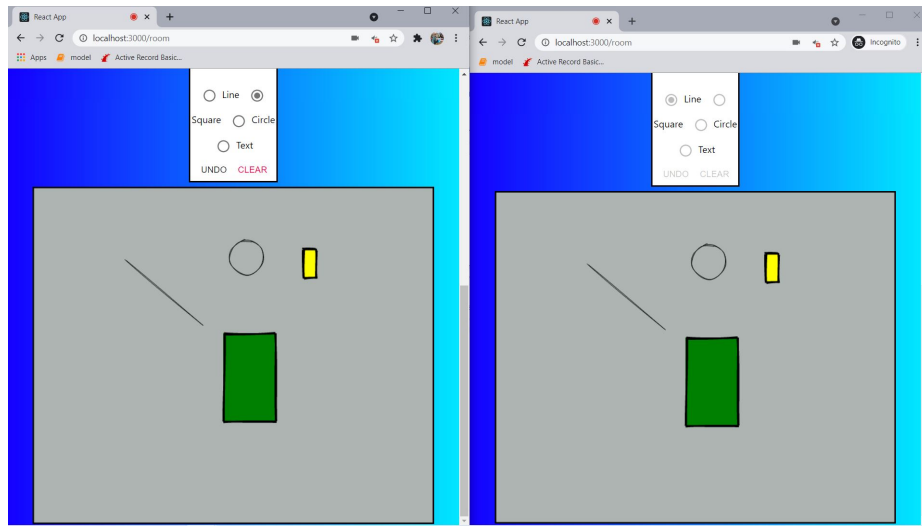 React App
localhost:3000/room
Apps model Active Record Basic...
Line
Square Circle
Text
UNDO CLEAR
React App
localhost:3000/room Incognito
model Active Record Basic...
Line
Square Circle
Text
UNDO CLEAR